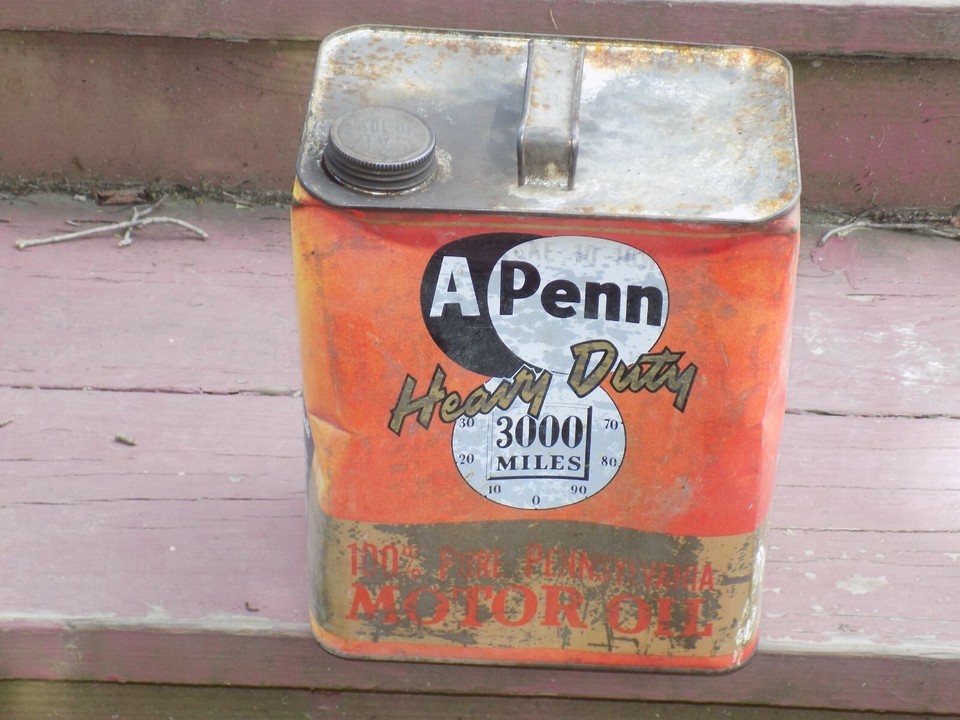 A Penn
Heavy Duty
30 70
3000
MILES
20 80
10 90
0
100% PURE PENNSYLVANIA
MOTOR OIL